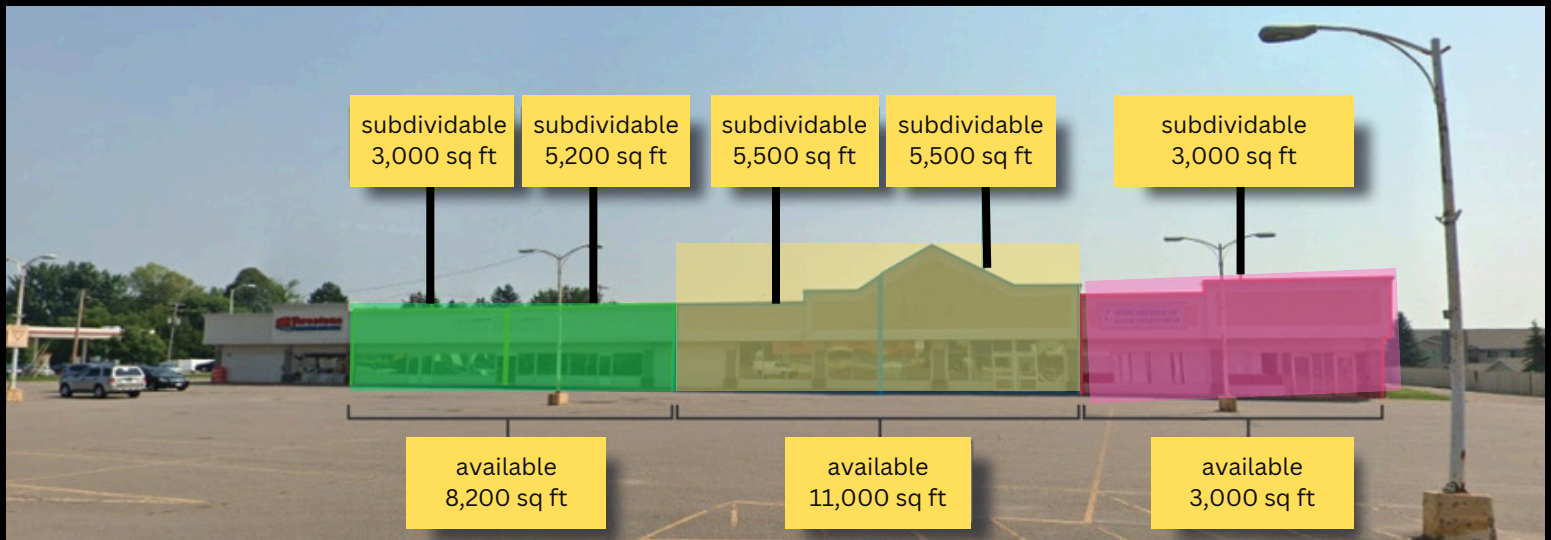 subdividable
3,000 sq ft
subdividable
5,200 sq ft
subdividable
5,500 sq ft
subdividable
5,500 sq ft
subdividable
3,000 sq ft
Firestone
available
8,200 sq ft
available
11,000 sq ft
available
3,000 sq ft